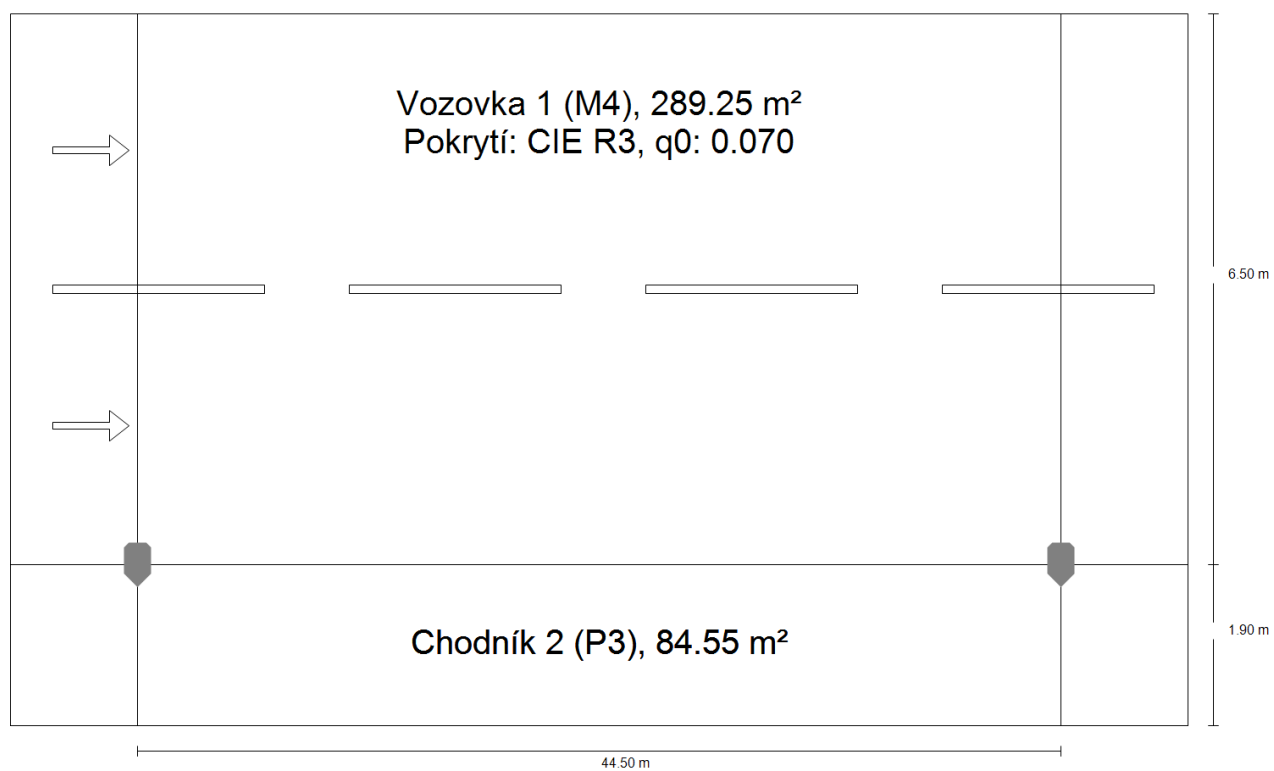 Vozovka 1 (M4), 289.25 m²
Pokrytí: CIE R3, q0: 0.070
6.50 m
Chodník 2 (P3), 84.55 m²
1.90 m
44.50 m